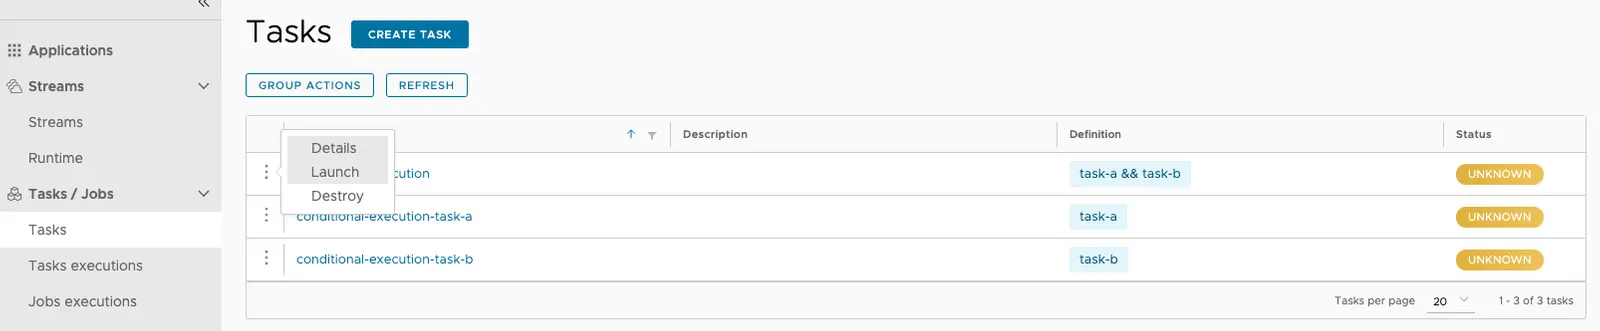 «
Applications
Streams
Streams
Runtime
Tasks / Jobs
Tasks
Tasks executions
Jobs executions
Tasks CREATE TASK
GROUP ACTIONS REFRESH
Description Definition Status
Details
Launch
Destroy
cution task-a && task-b UNKNOWN
conditional-execution-task-a task-a UNKNOWN
conditional-execution-task-b task-b UNKNOWN
Tasks per page 20 1 - 3 of 3 tasks